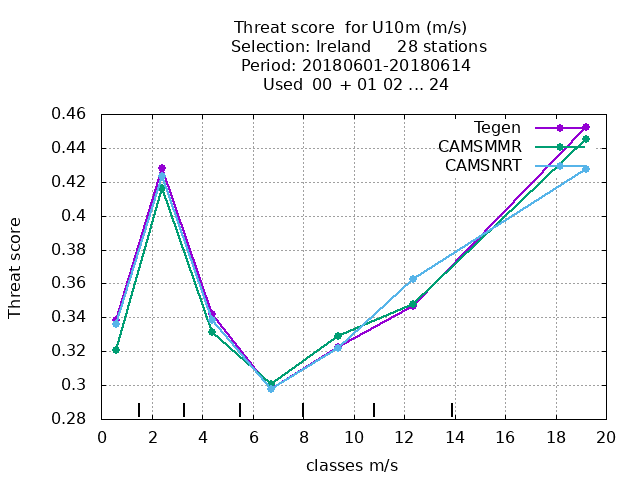 Threat score  for U10m (m/s)
Selection: Ireland     28 stations
Period: 20180601-20180614
Used  00 + 01 02 ... 24
0.46
0.44
0.42
0.4
0.38
0.36
0.34
0.32
0.3
0.28
Threat score
Tegen
CAMSMMR
CAMSNRT
0 2 4 6 8 10 12 14 16 18 20
classes m/s